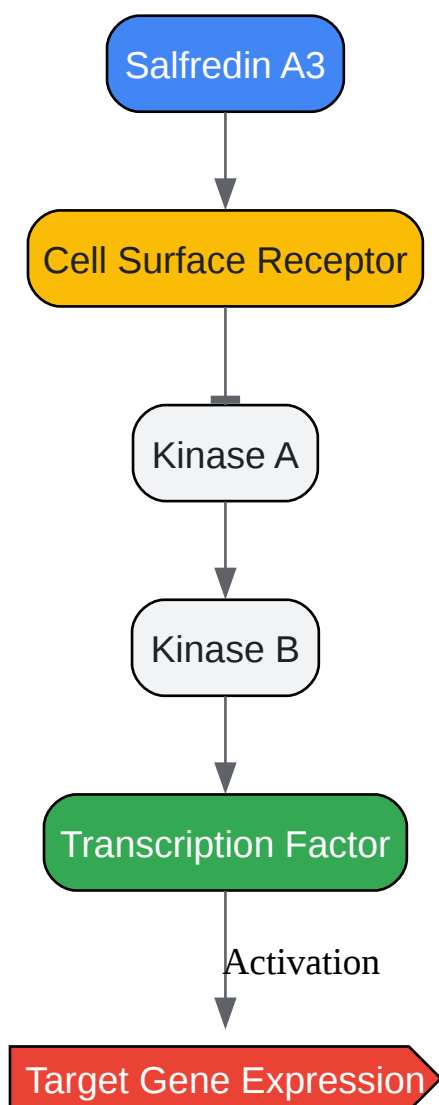 Salfredin A3
Cell Surface Receptor
Kinase A
Kinase B
Transcription Factor
Activation
Target Gene Expression